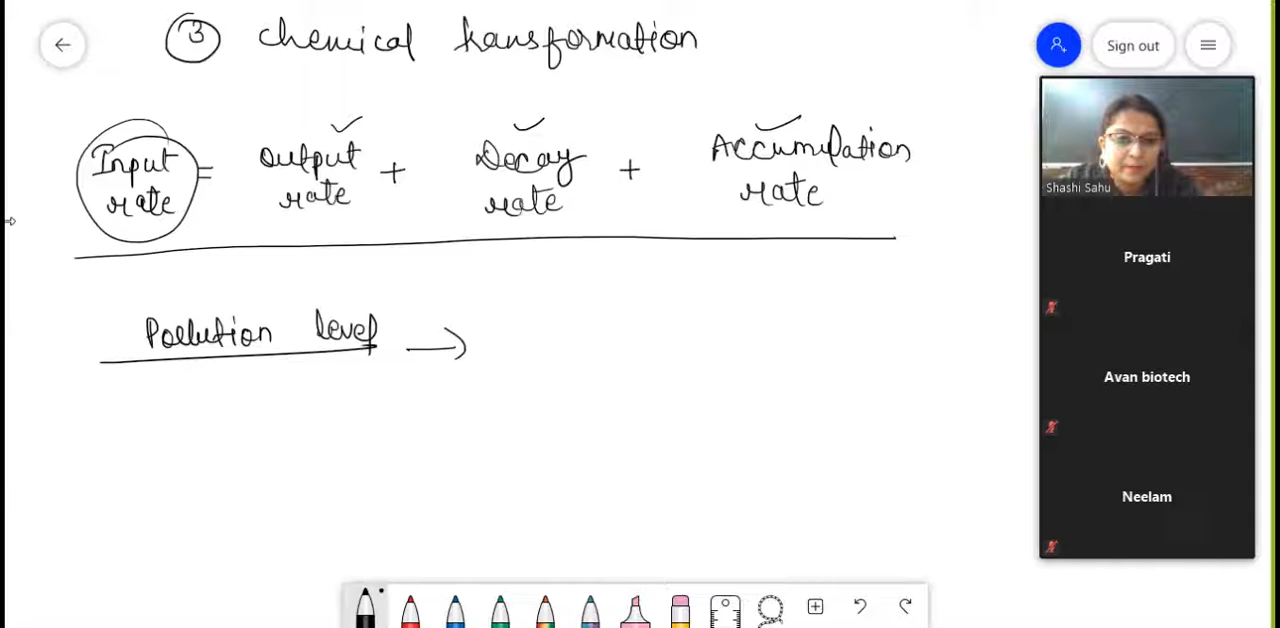 ③ chemical transformation
Sign out
Input rate = output rate + Decay rate + Accumulation rate
Shashi Sahu
Pragati
Pollution level →
Avan biotech
Neelam